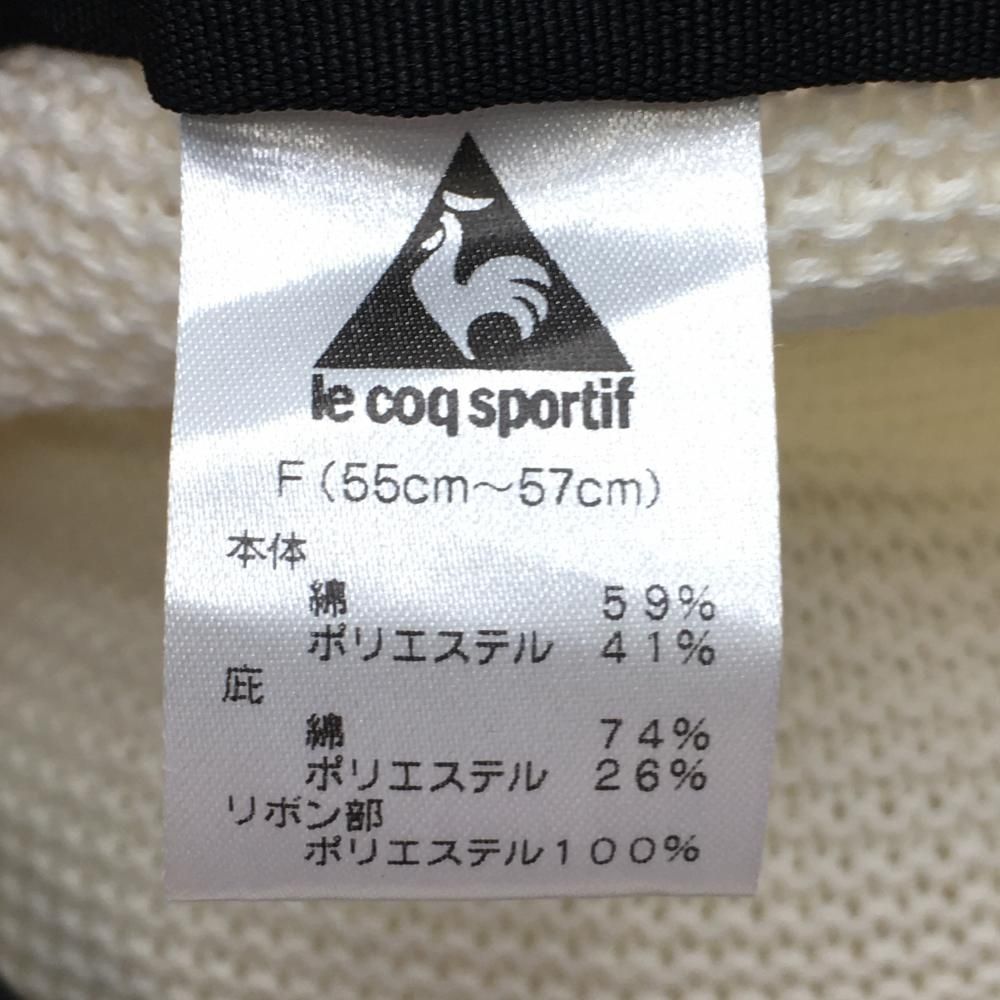 le coq sportif
F(55cm～57cm)
本体
綿 59%
ポリエステル 41%
庇
綿 74%
ポリエステル 26%
リボン部
ポリエステル100%